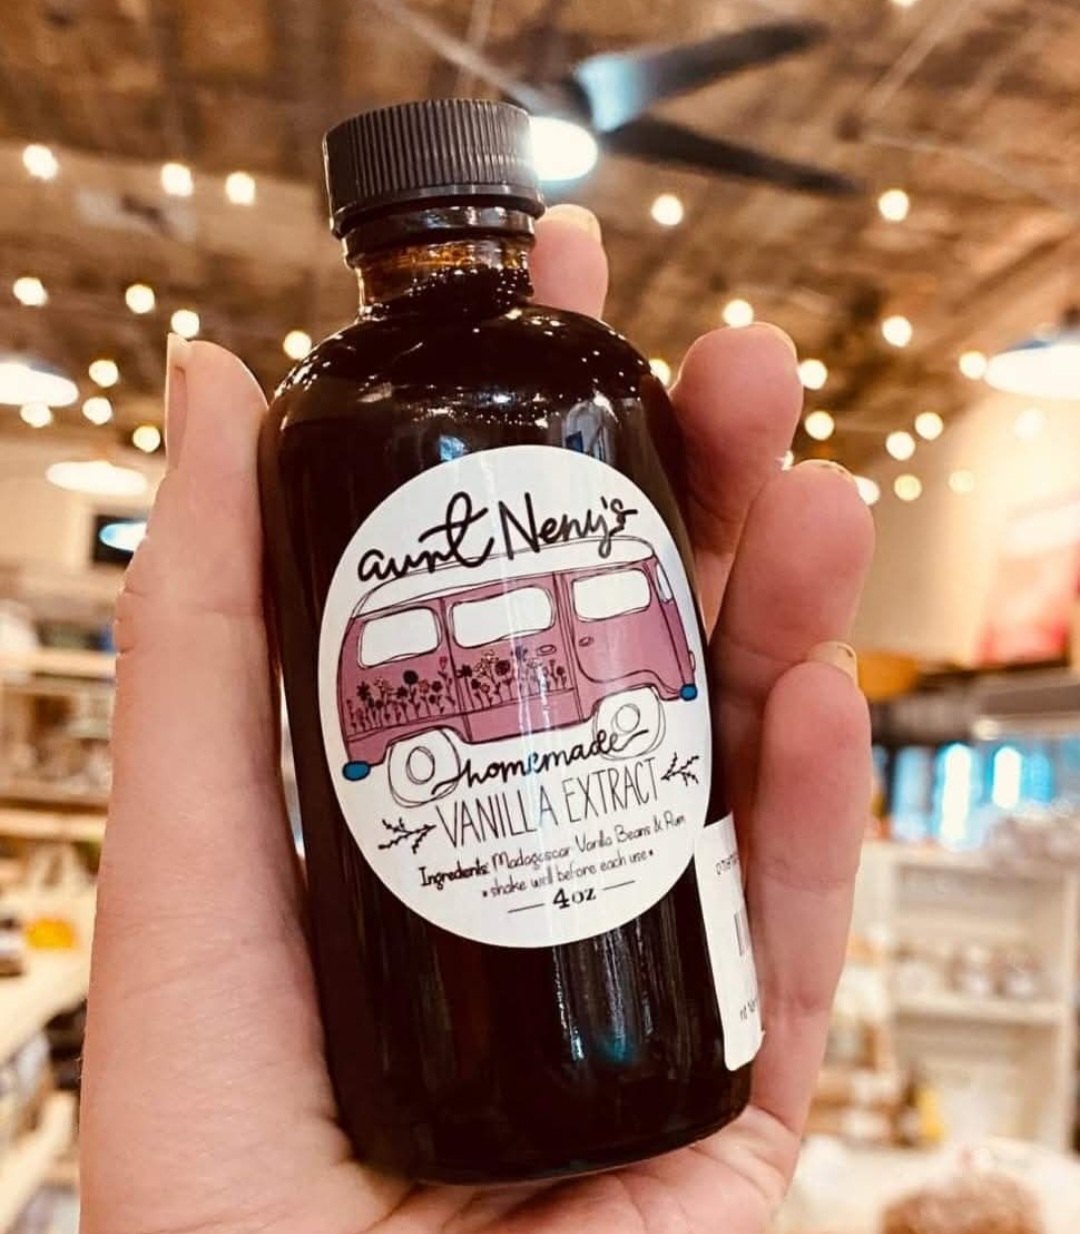 aunt Neny's
homemade
VANILLA EXTRACT
Ingredients: Madagascar Vanilla Beans & Rum
• shake well before each use •
— 4oz —